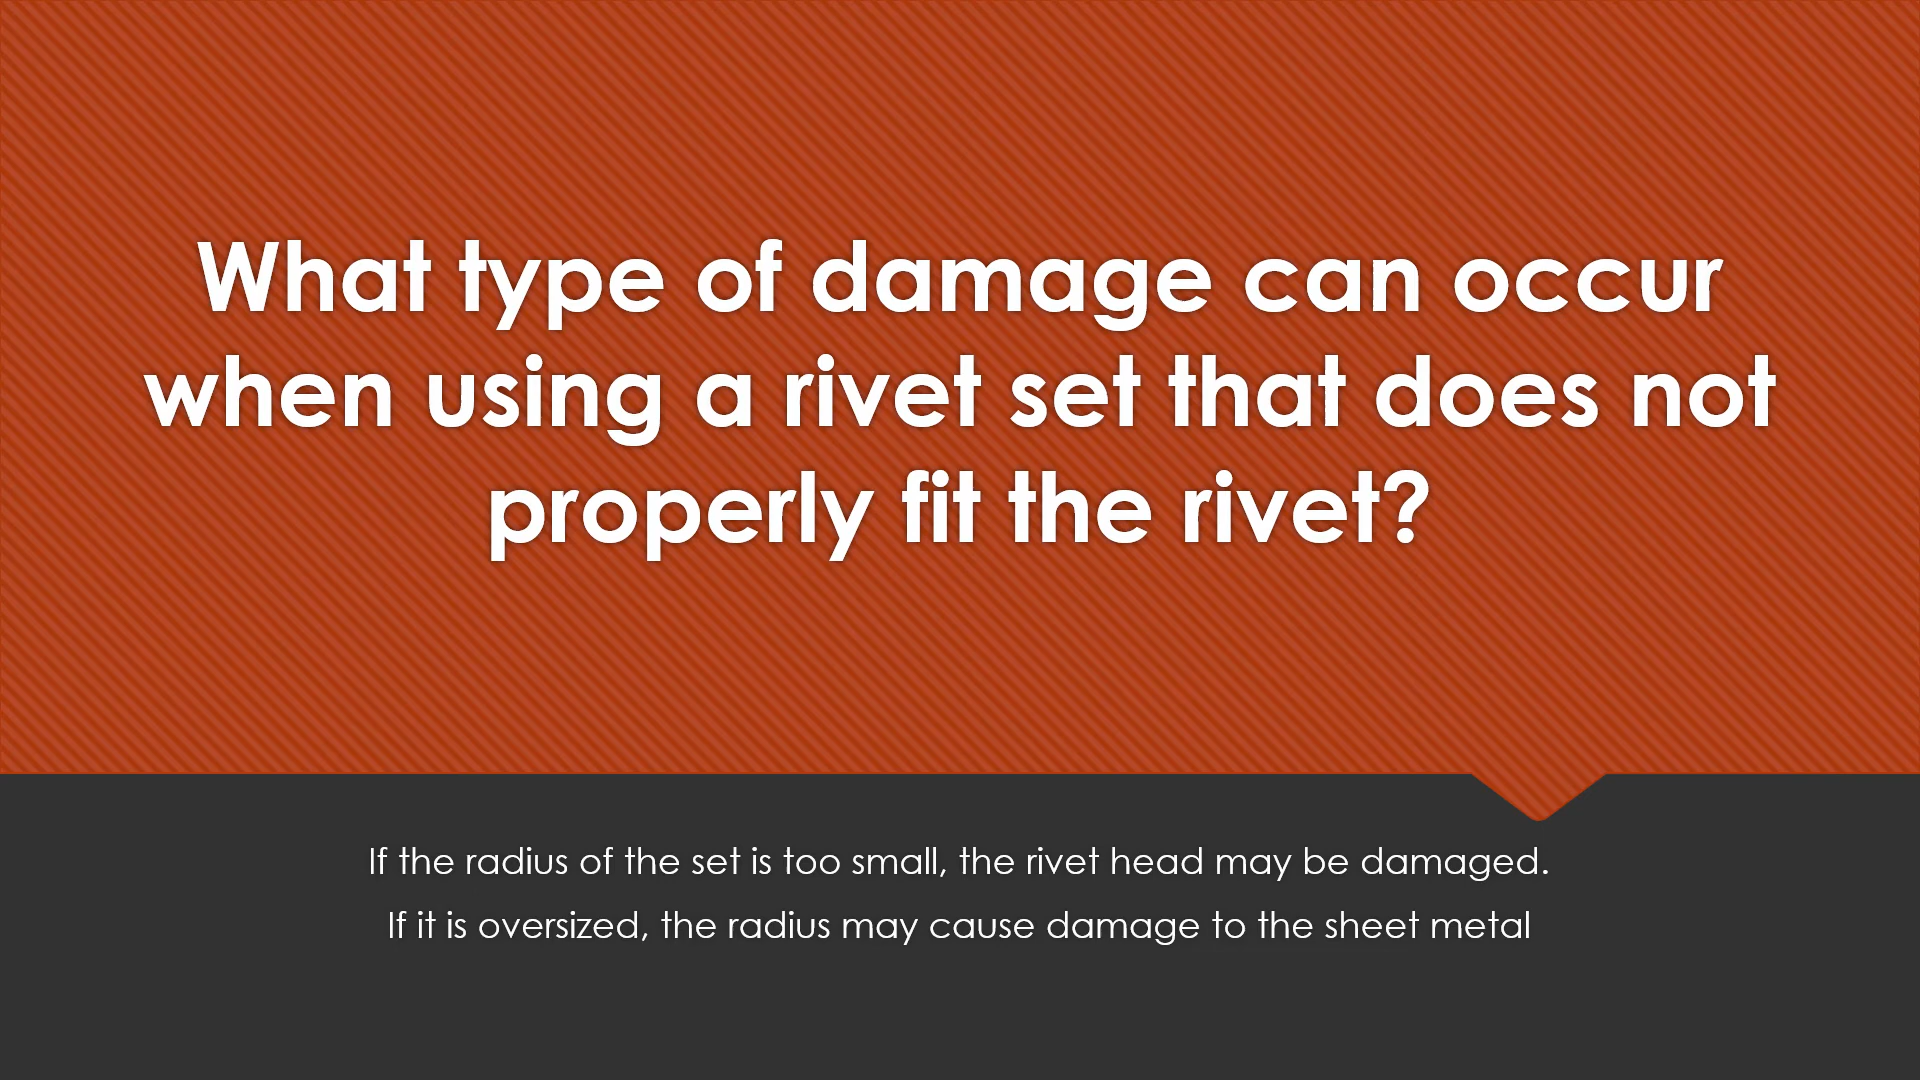 What type of damage can occur
when using a rivet set that does not
properly fit the rivet?
If the radius of the set is too small, the rivet head may be damaged.
If it is oversized, the radius may cause damage to the sheet metal